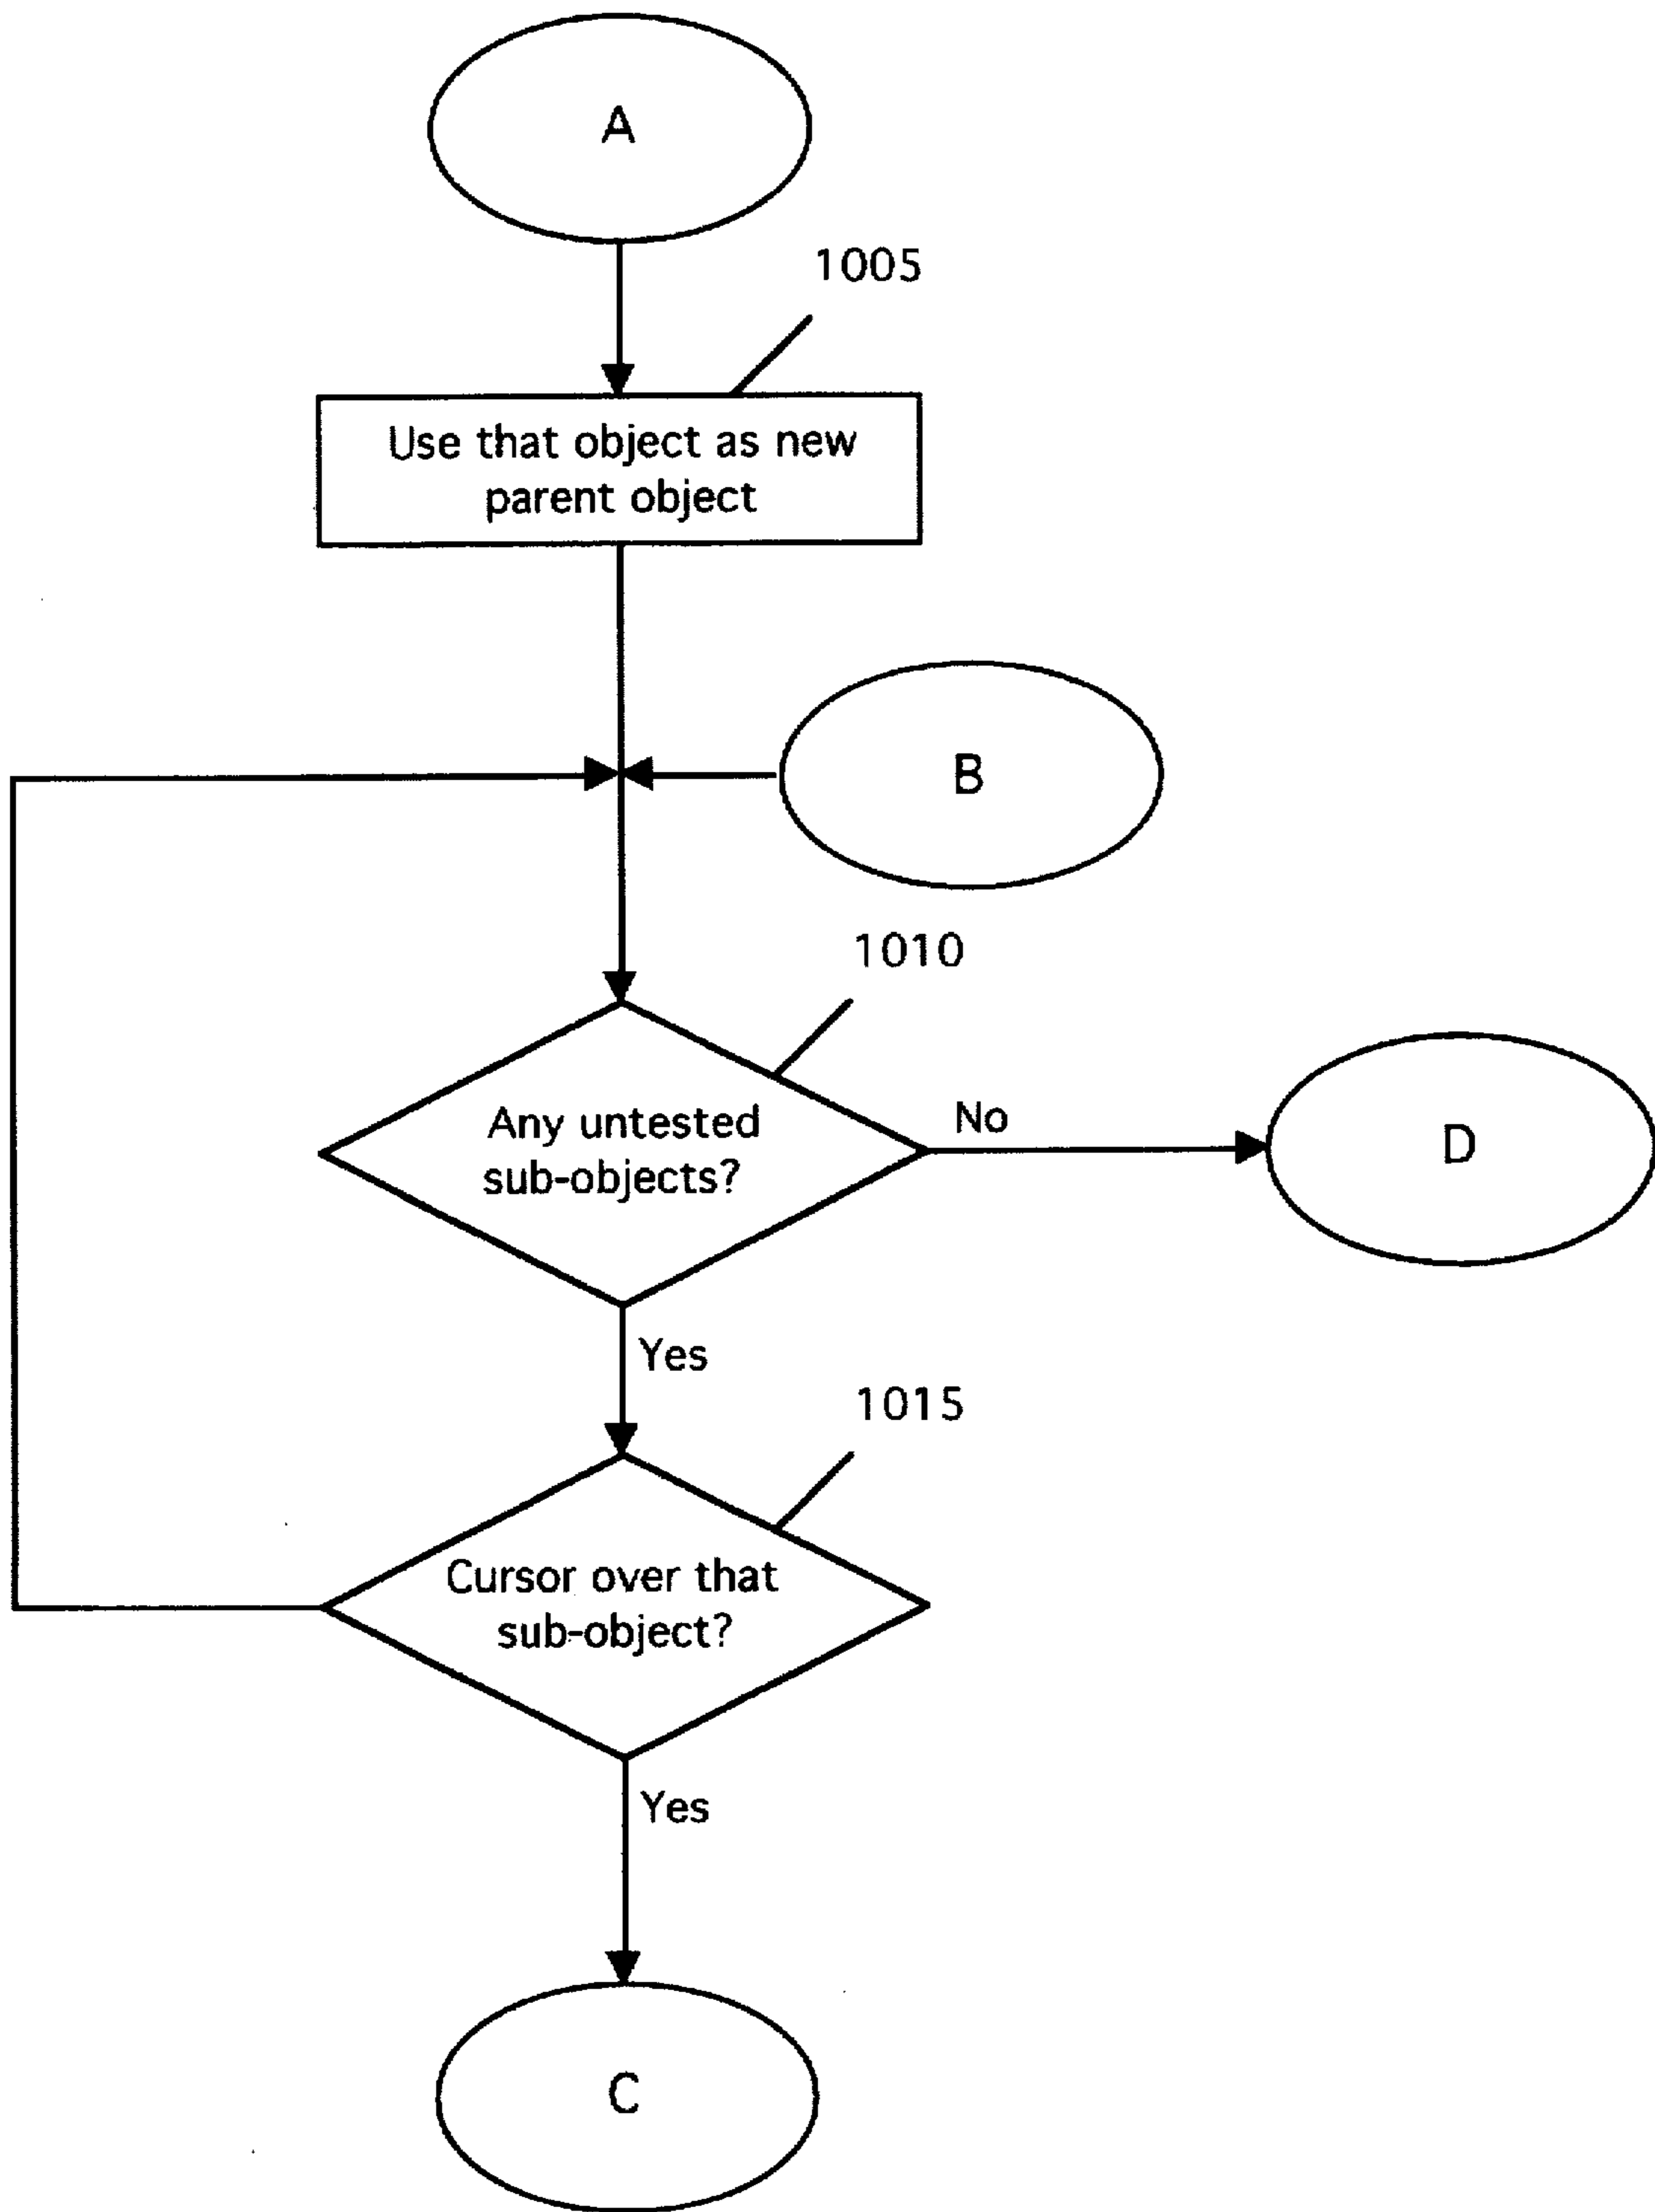 A
1005
Use that object as new
parent object
B
1010
Any untested
sub-objects?
No
D
Yes
1015
Cursor over that
sub-object?
Yes
C